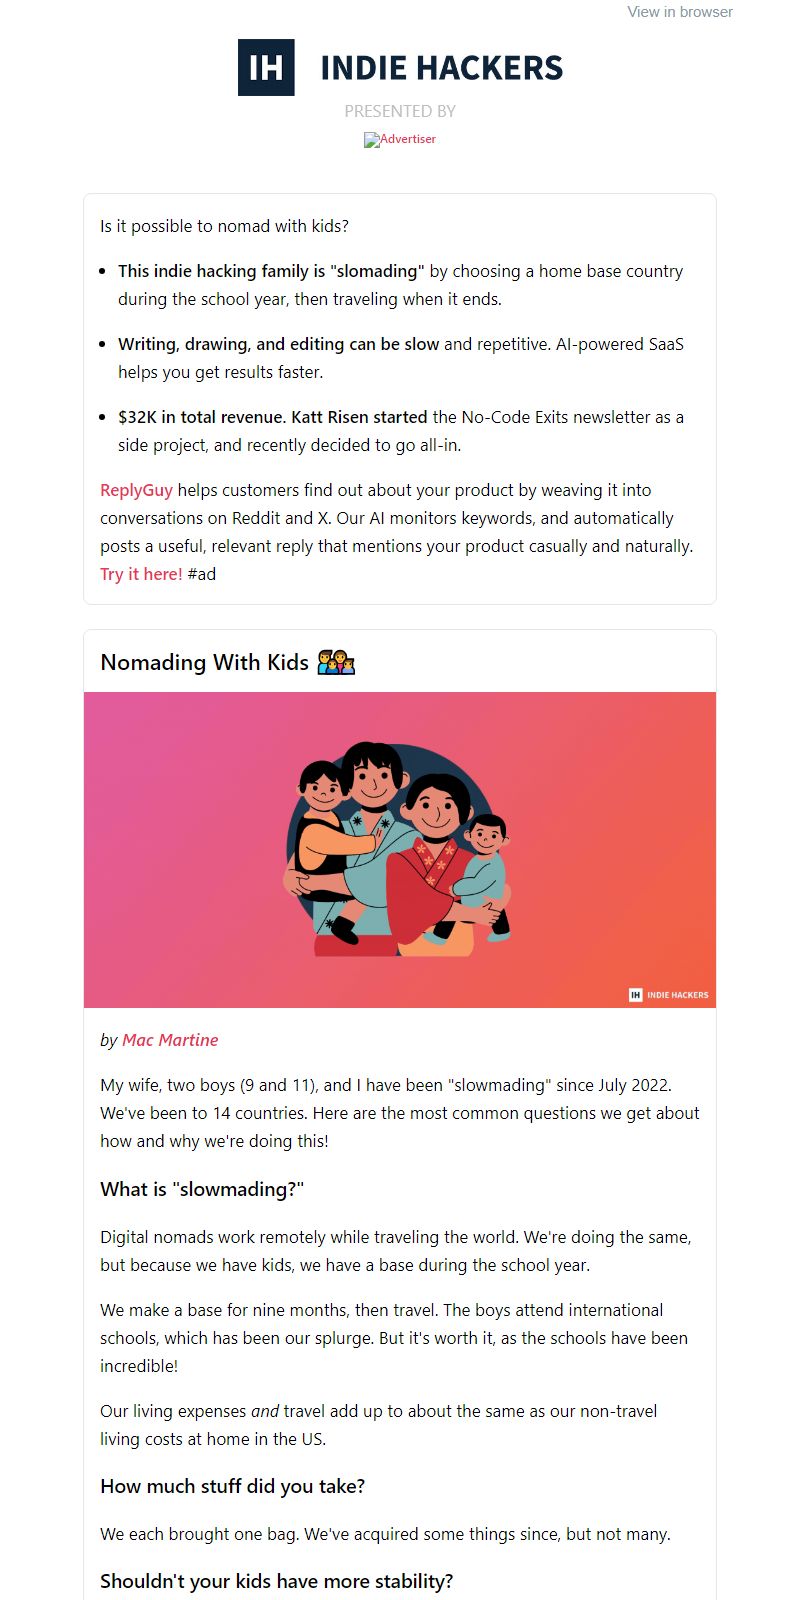 View in browser
IH INDIE HACKERS
PRESENTED BY
Advertiser
Is it possible to nomad with kids?
• This indie hacking family is "slomading" by choosing a home base country
during the school year, then traveling when it ends.
• Writing, drawing, and editing can be slow and repetitive. AI-powered SaaS
helps you get results faster.
• $32K in total revenue. Katt Risen started the No-Code Exits newsletter as a
side project, and recently decided to go all-in.
ReplyGuy helps customers find out about your product by weaving it into
conversations on Reddit and X. Our AI monitors keywords, and automatically
posts a useful, relevant reply that mentions your product casually and naturally.
Try it here! #ad
Nomading With Kids 👨‍👩‍👦‍👦
IH INDIE HACKERS
by Mac Martine
My wife, two boys (9 and 11), and I have been "slowmading" since July 2022.
We've been to 14 countries. Here are the most common questions we get about
how and why we're doing this!
What is "slowmading?"
Digital nomads work remotely while traveling the world. We're doing the same,
but because we have kids, we have a base during the school year.
We make a base for nine months, then travel. The boys attend international
schools, which has been our splurge. But it's worth it, as the schools have been
incredible!
Our living expenses and travel add up to about the same as our non-travel
living costs at home in the US.
How much stuff did you take?
We each brought one bag. We've acquired some things since, but not many.
Shouldn't your kids have more stability?